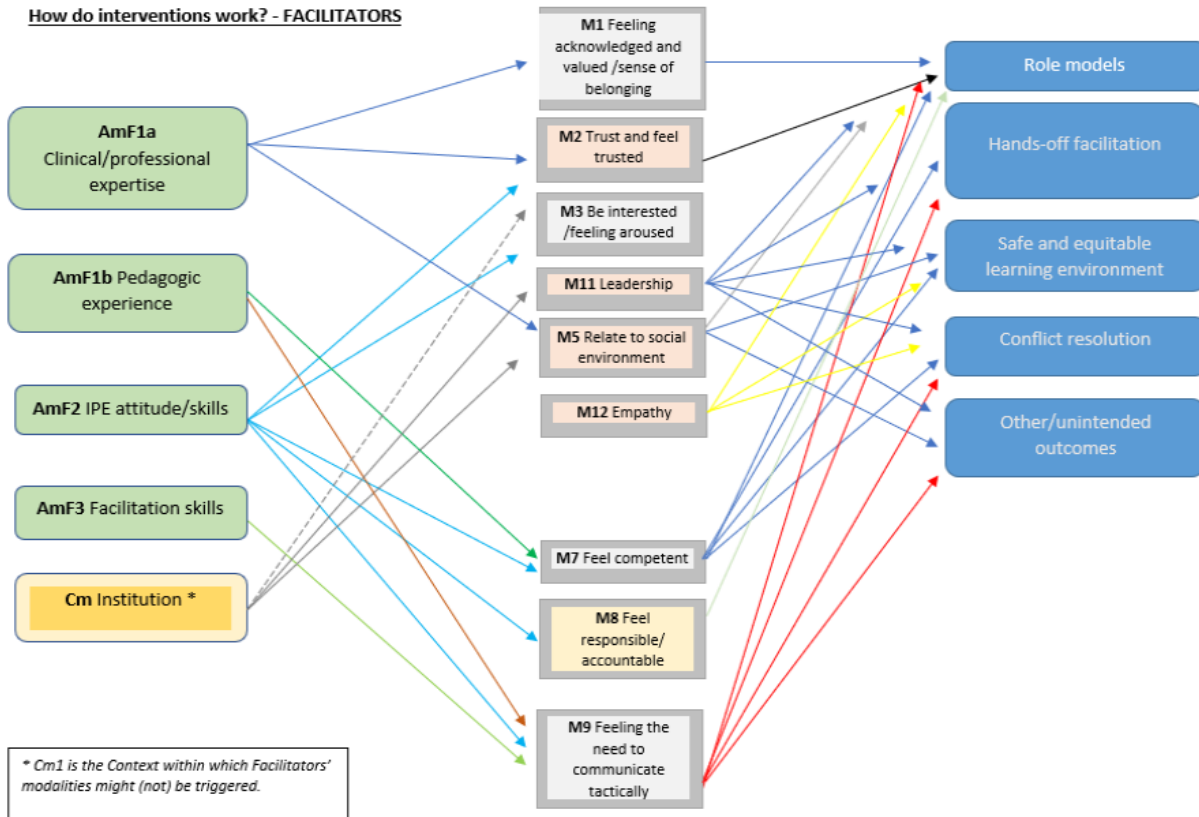 How do interventions work? - FACILITATORS
AmF1a
Clinical/professional
expertise
AmF1b Pedagogic
experience
AmF2 IPE attitude/skills
AmF3 Facilitation skills
Cm Institution *
* Cm1 is the Context within which Facilitators'
modalities might (not) be triggered.
M1 Feeling
acknowledged and
valued /sense of
belonging
M2 Trust and feel
trusted
M3 Be interested
/feeling aroused
M11 Leadership
M5 Relate to social
environment
M12 Empathy
M7 Feel competent
M8 Feel
responsible/
accountable
M9 Feeling the
need to
communicate
tactically
Role models
Hands-off facilitation
Safe and equitable
learning environment
Conflict resolution
Other/unintended
outcomes